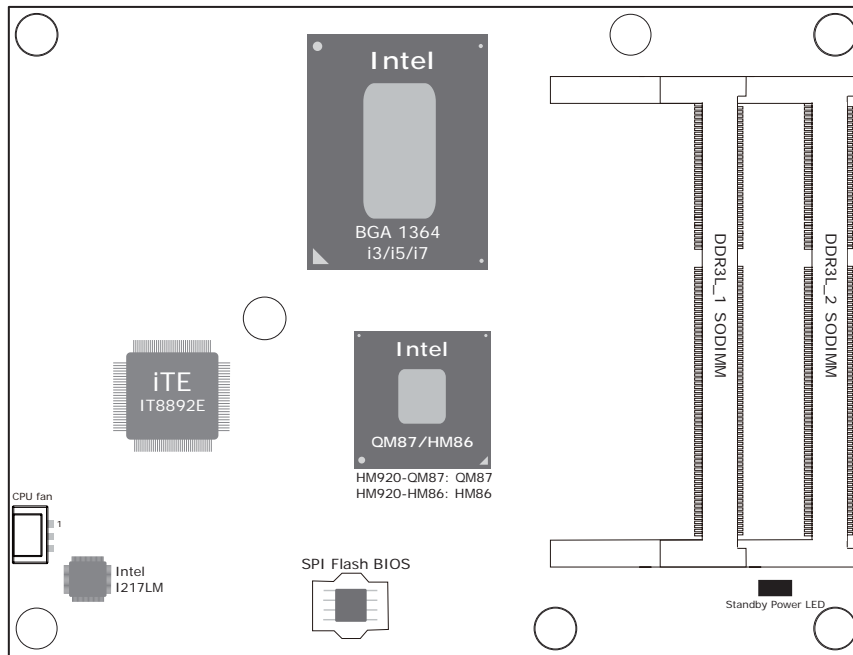 Intel
BGA 1364
i3/i5/i7
DDR3L_1 SODIMM
DDR3L_2 SODIMM
iTE
IT8892E
Intel
QM87/HM86
HM920-QM87: QM87
HM920-HM86: HM86
CPU fan
1
Intel
I217LM
SPI Flash BIOS
Standby Power LED